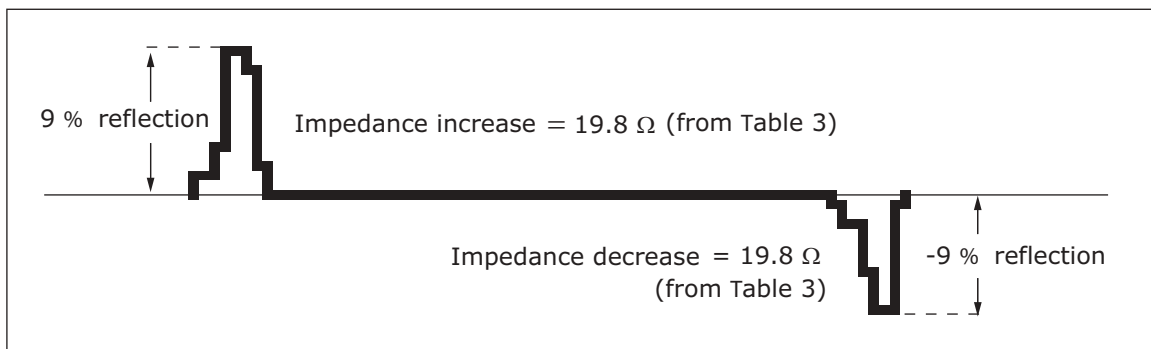 9 % reflection
Impedance increase = 19.8 Ω (from Table 3)
Impedance decrease = 19.8 Ω
(from Table 3)
-9 % reflection